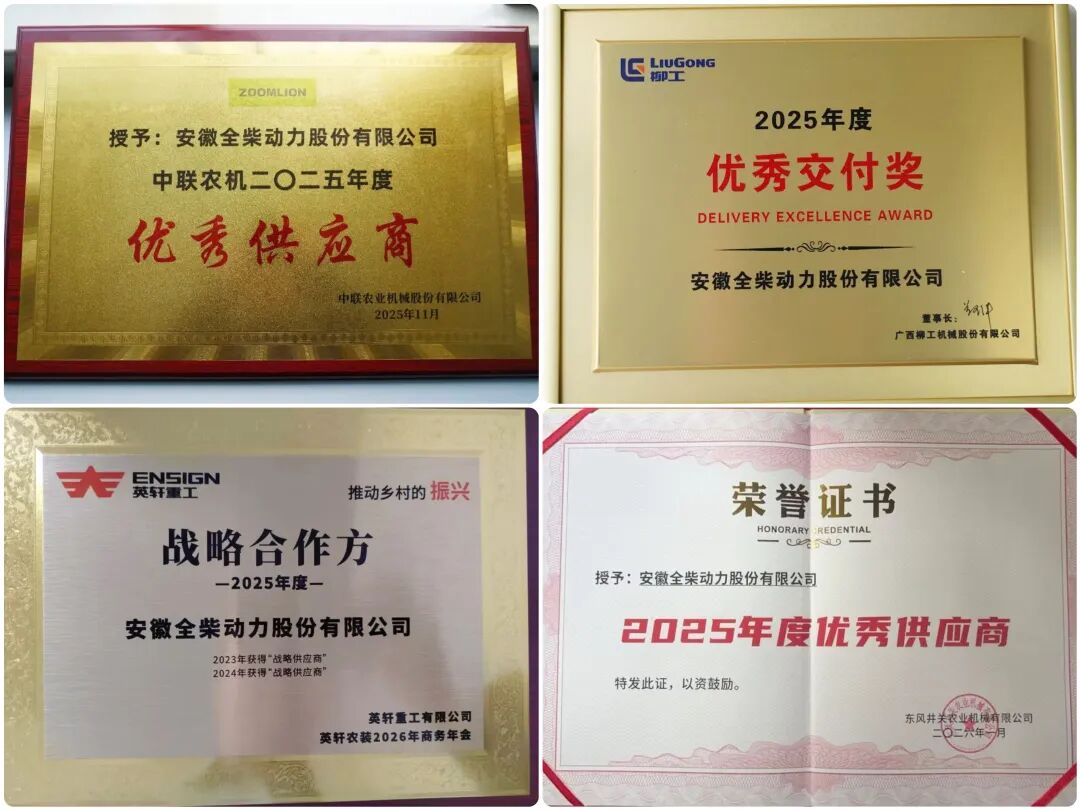 ZOOMLION
授予：安徽全柴动力股份有限公司
中联农机二〇二五年度
优秀供应商
中联农业机械股份有限公司
2025年11月
LIUGONG
柳工
2025年度
优秀交付奖
DELIVERY EXCELLENCE AWARD
安徽全柴动力股份有限公司
董事长：
广西柳工机械股份有限公司
ENSIGN
英轩重工
推动乡村的振兴
战略合作方
—2025年度—
安徽全柴动力股份有限公司
2023年获得“战略供应商”
2024年获得“战略供应商”
英轩重工有限公司
英轩农装2026年商务年会
荣誉证书
HONORARY CREDENTIAL
授予：安徽全柴动力股份有限公司
2025年度优秀供应商
特发此证，以资鼓励。
东风井关农业机械有限公司
二〇二六年一月